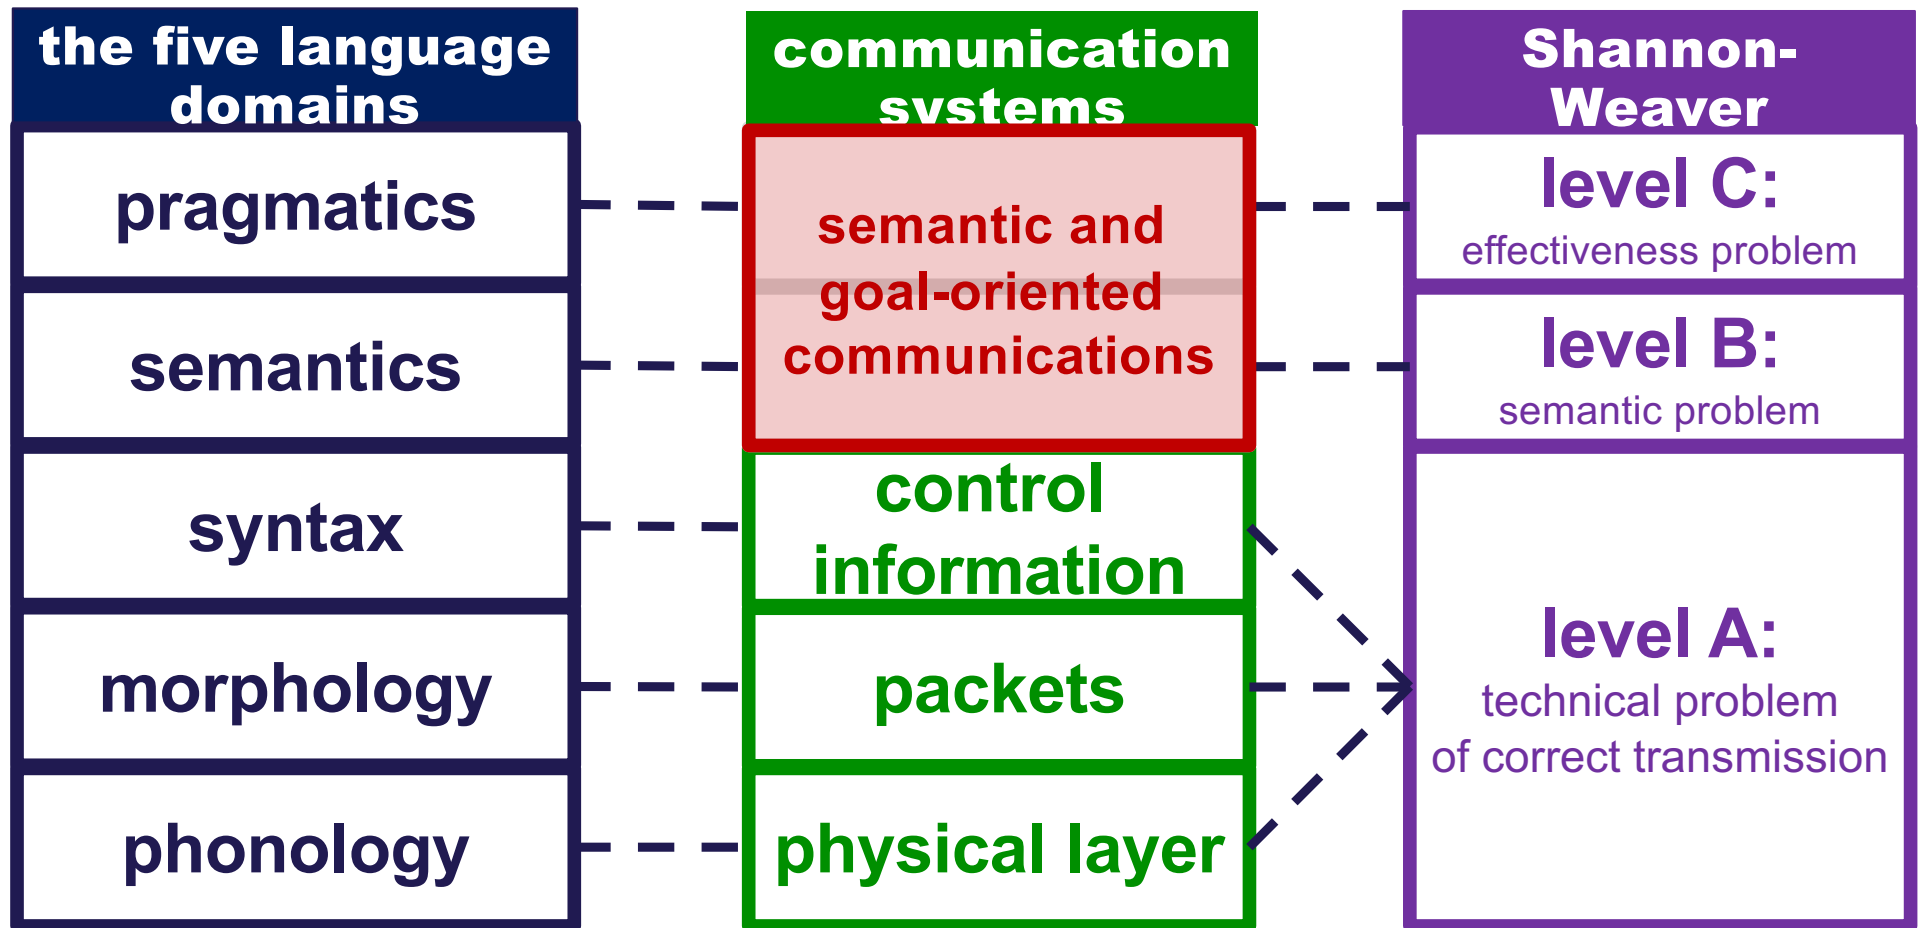 the five language
domains
pragmatics
semantics
syntax
morphology
phonology
communication
systems
semantic and
goal-oriented
communications
control
information
packets
physical layer
Shannon-
Weaver
level C:
effectiveness problem
level B:
semantic problem
level A:
technical problem
of correct transmission